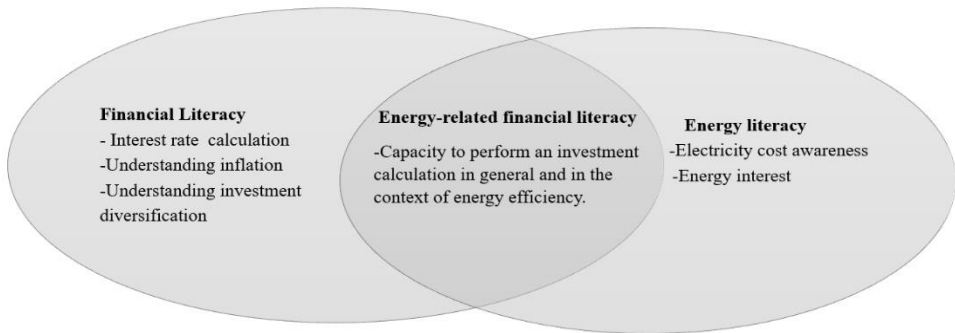 Financial Literacy
- Interest rate calculation
-Understanding inflation
-Understanding investment
diversification
Energy-related financial literacy
-Capacity to perform an investment
calculation in general and in the
context of energy efficiency.
Energy literacy
-Electricity cost awareness
-Energy interest